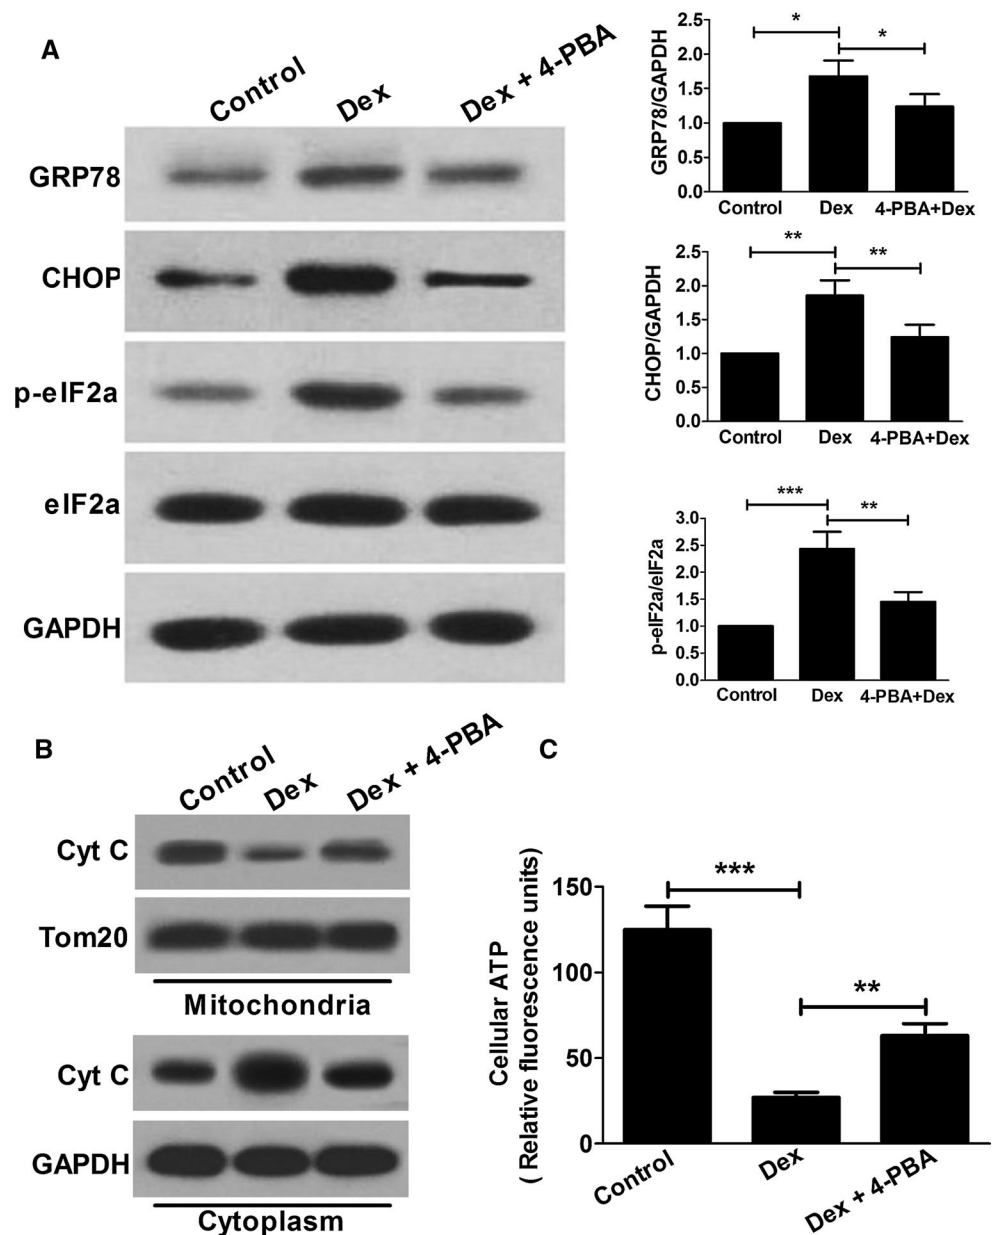 A
Control
Dex
Dex + 4-PBA
GRP78
CHOP
p-eIF2a
eIF2a
GAPDH
GRP78/GAPDH
2.5
2.0
1.5
1.0
0.5
0.0
*
*
Control
Dex
4-PBA+Dex
CHOP/GAPDH
2.5
2.0
1.5
1.0
0.5
0.0
**
**
Control
Dex
4-PBA+Dex
p-eIF2a/eIF2a
3.0
2.5
2.0
1.5
1.0
0.5
0.0
***
**
Control
Dex
4-PBA+Dex
B
Control
Dex
Dex + 4-PBA
Cyt C
Tom20
Mitochondria
Cyt C
GAPDH
Cytoplasm
C
Cellular ATP
( Relative fluorescence units)
150
100
50
0
***
**
Control
Dex
Dex + 4-PBA